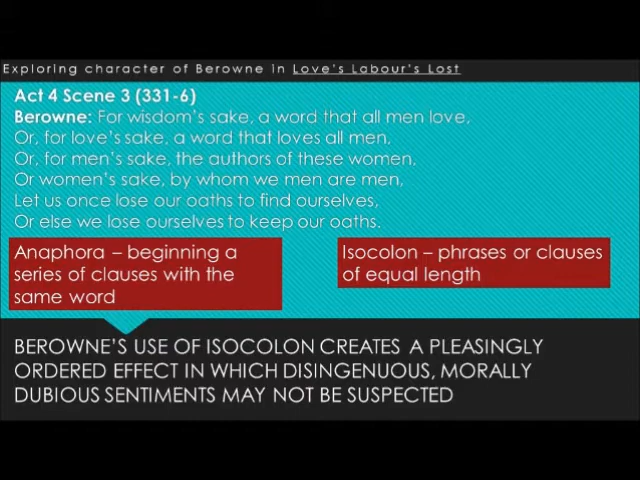 Exploring character of Berowne in Love's Labour's Lost
Act 4 Scene 3 (331-6)
Berowne: For wisdom's sake, a word that all men love,
Or, for love's sake, a word that loves all men,
Or, for men's sake, the authors of these women,
Or women's sake, by whom we men are men,
Let us once lose our oaths to find ourselves,
Or else we lose ourselves to keep our oaths.
Anaphora – beginning a
series of clauses with the
same word
Isocolon – phrases or clauses
of equal length
BEROWNE'S USE OF ISOCOLON CREATES A PLEASINGLY
ORDERED EFFECT IN WHICH DISINGENUOUS, MORALLY
DUBIOUS SENTIMENTS MAY NOT BE SUSPECTED